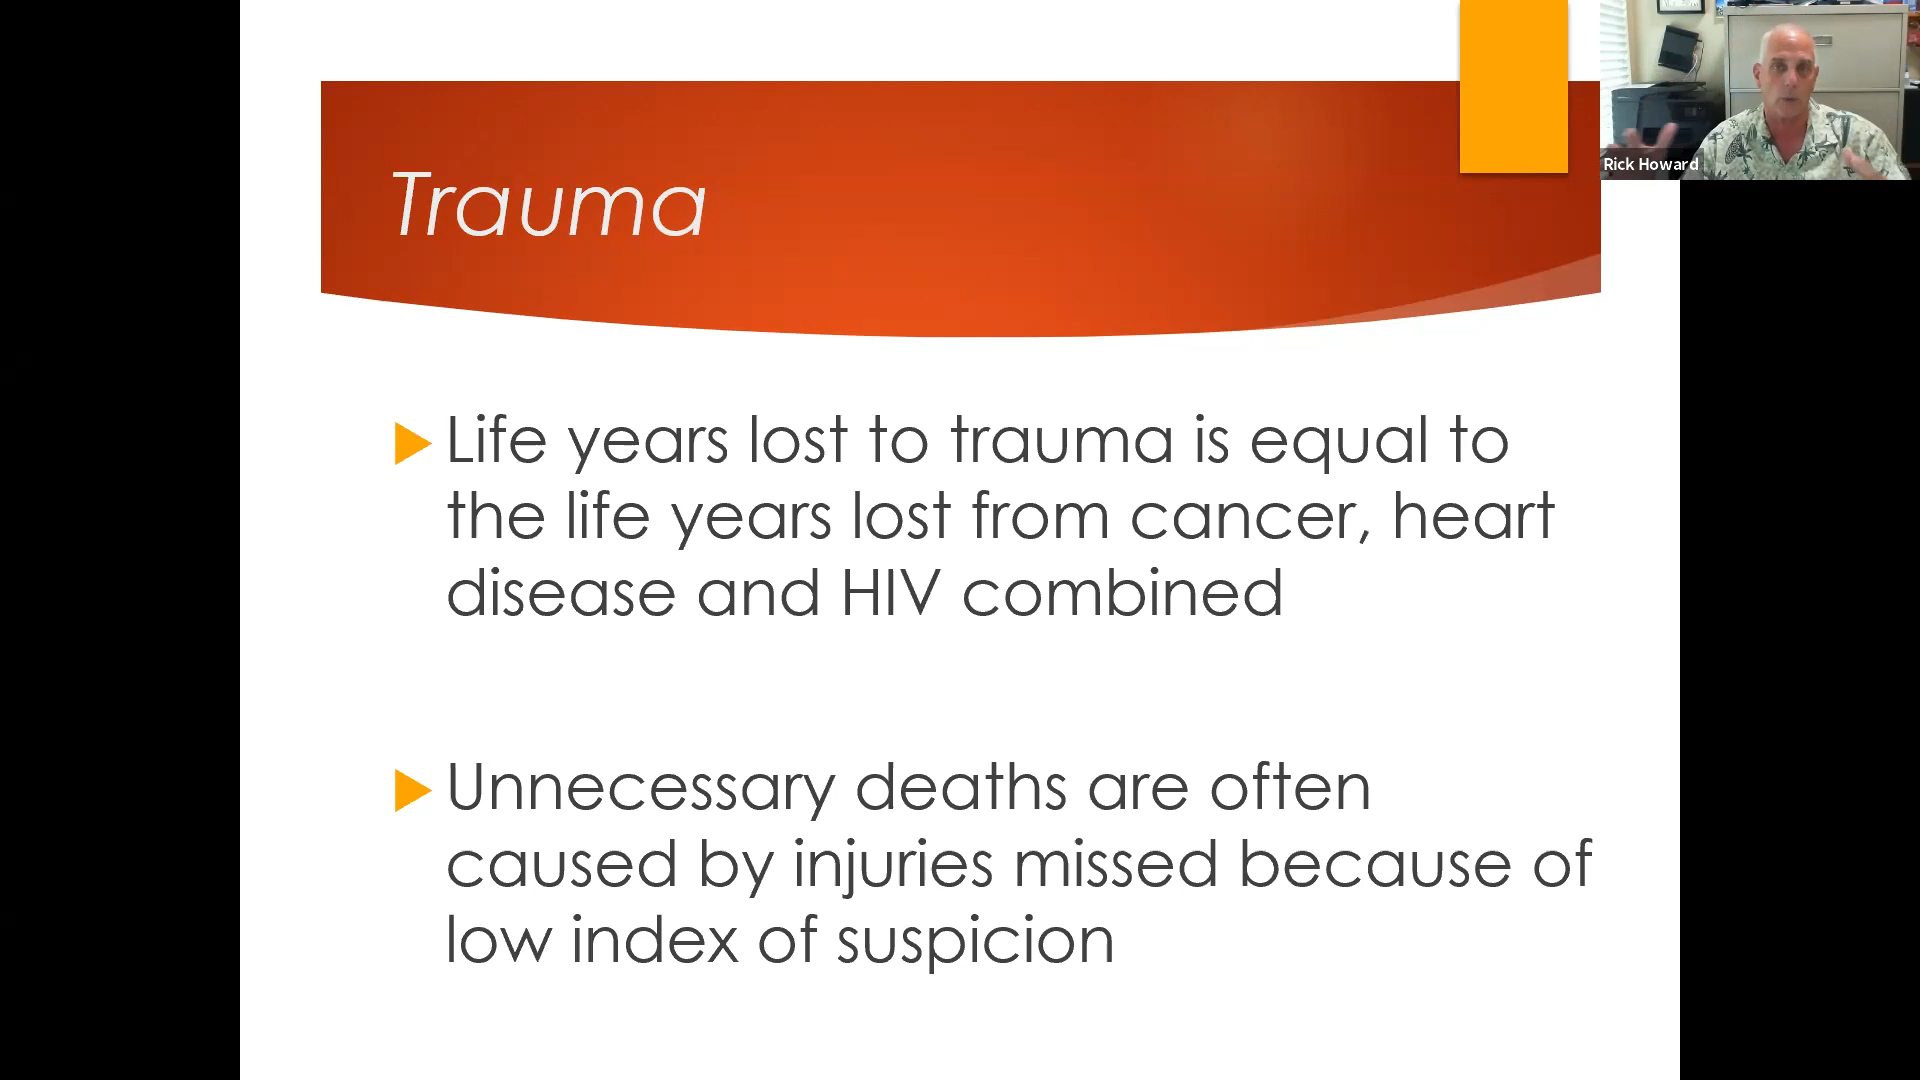 Trauma
Rick Howard
Life years lost to trauma is equal to
the life years lost from cancer, heart
disease and HIV combined
Unnecessary deaths are often
caused by injuries missed because of
low index of suspicion